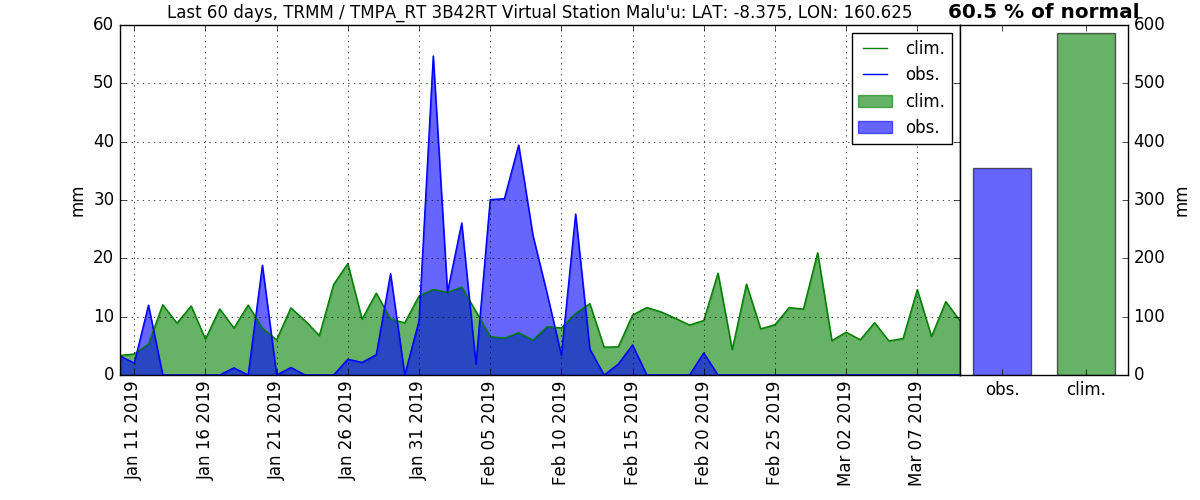 Last 60 days, TRMM / TMPA_RT 3B42RT Virtual Station Malu'u: LAT: -8.375, LON: 160.625
60.5 % of normal
60
50
40
30
20
10
0
mm
clim.
obs.
clim.
obs.
600
500
400
300
200
100
0
mm
Jan 11 2019
Jan 16 2019
Jan 21 2019
Jan 26 2019
Jan 31 2019
Feb 05 2019
Feb 10 2019
Feb 15 2019
Feb 20 2019
Feb 25 2019
Mar 02 2019
Mar 07 2019
obs.
clim.